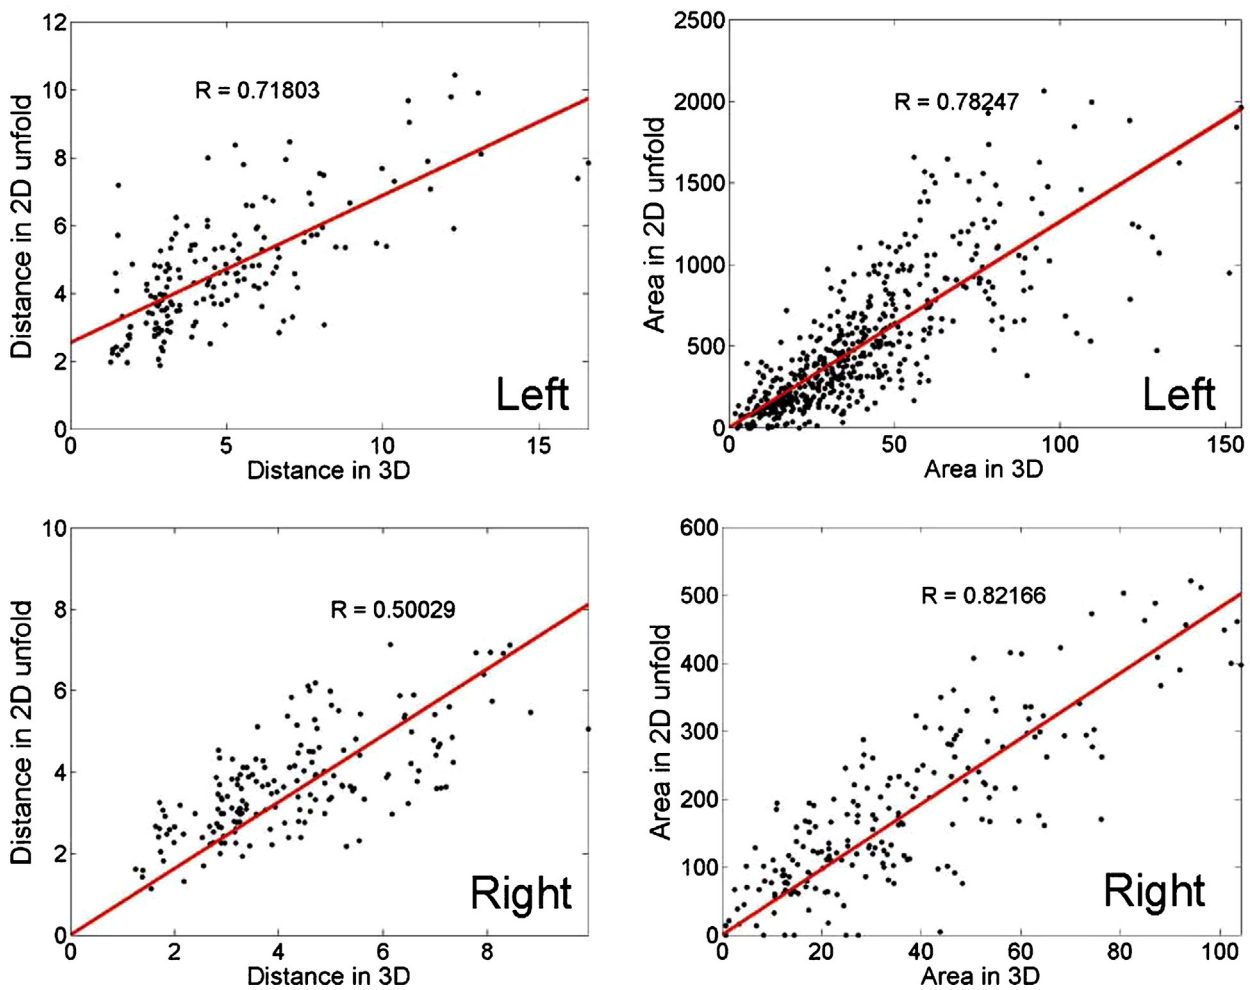 12
10
8
6
4
2
0
Distance in 2D unfold
R = 0.71803
Left
0 5 10 15
Distance in 3D
2500
2000
1500
1000
500
0
Area in 2D unfold
R = 0.78247
Left
0 50 100 150
Area in 3D
10
8
6
4
2
0
Distance in 2D unfold
R = 0.50029
Right
2 4 6 8
Distance in 3D
600
500
400
300
200
100
0
Area in 2D unfold
R = 0.82166
Right
0 20 40 60 80 100
Area in 3D